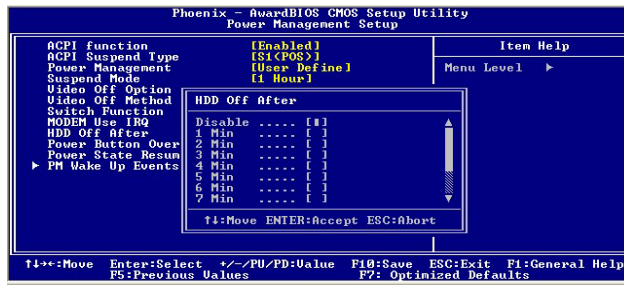 Phoenix - AwardBIOS CMOS Setup Utility
Power Management Setup
ACPI function [Enabled]
ACPI Suspend Type [S1(POS)]
Power Management [User Define]
Suspend Mode [1 Hour]
Video Off Option
Video Off Method
Switch Function
MODEM Use IRQ
HDD Off After
Power Button Over
Power State Resum
PM Wake Up Events
Item Help
Menu Level
HDD Off After
Disable ..... [▮]
1 Min ..... [ ]
2 Min ..... [ ]
3 Min ..... [ ]
4 Min ..... [ ]
5 Min ..... [ ]
6 Min ..... [ ]
7 Min ..... [ ]
↑↓:Move ENTER:Accept ESC:Abort
↑↓→←:Move Enter:Select +/-/PU/PD:Value F10:Save ESC:Exit F1:General Help
F5:Previous Values F7: Optimized Defaults